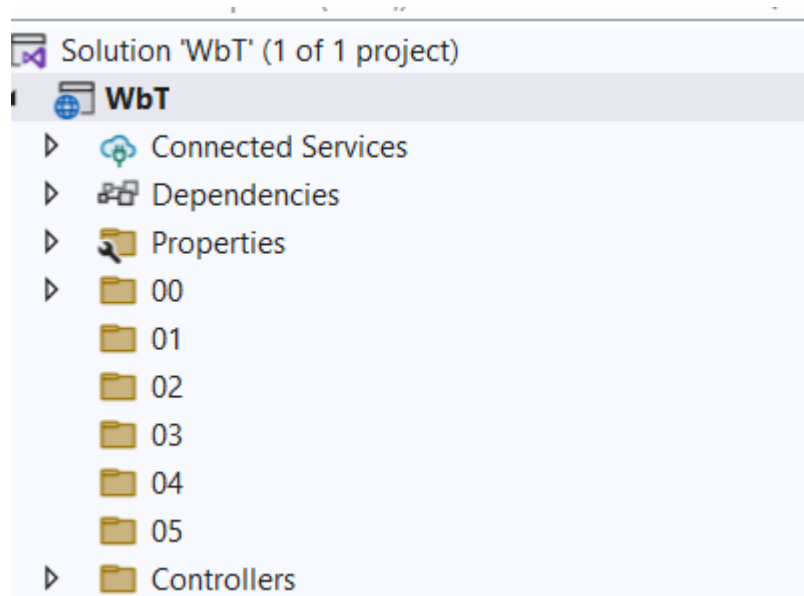 Solution 'WbT' (1 of 1 project)
WbT
Connected Services
Dependencies
Properties
00
01
02
03
04
05
Controllers